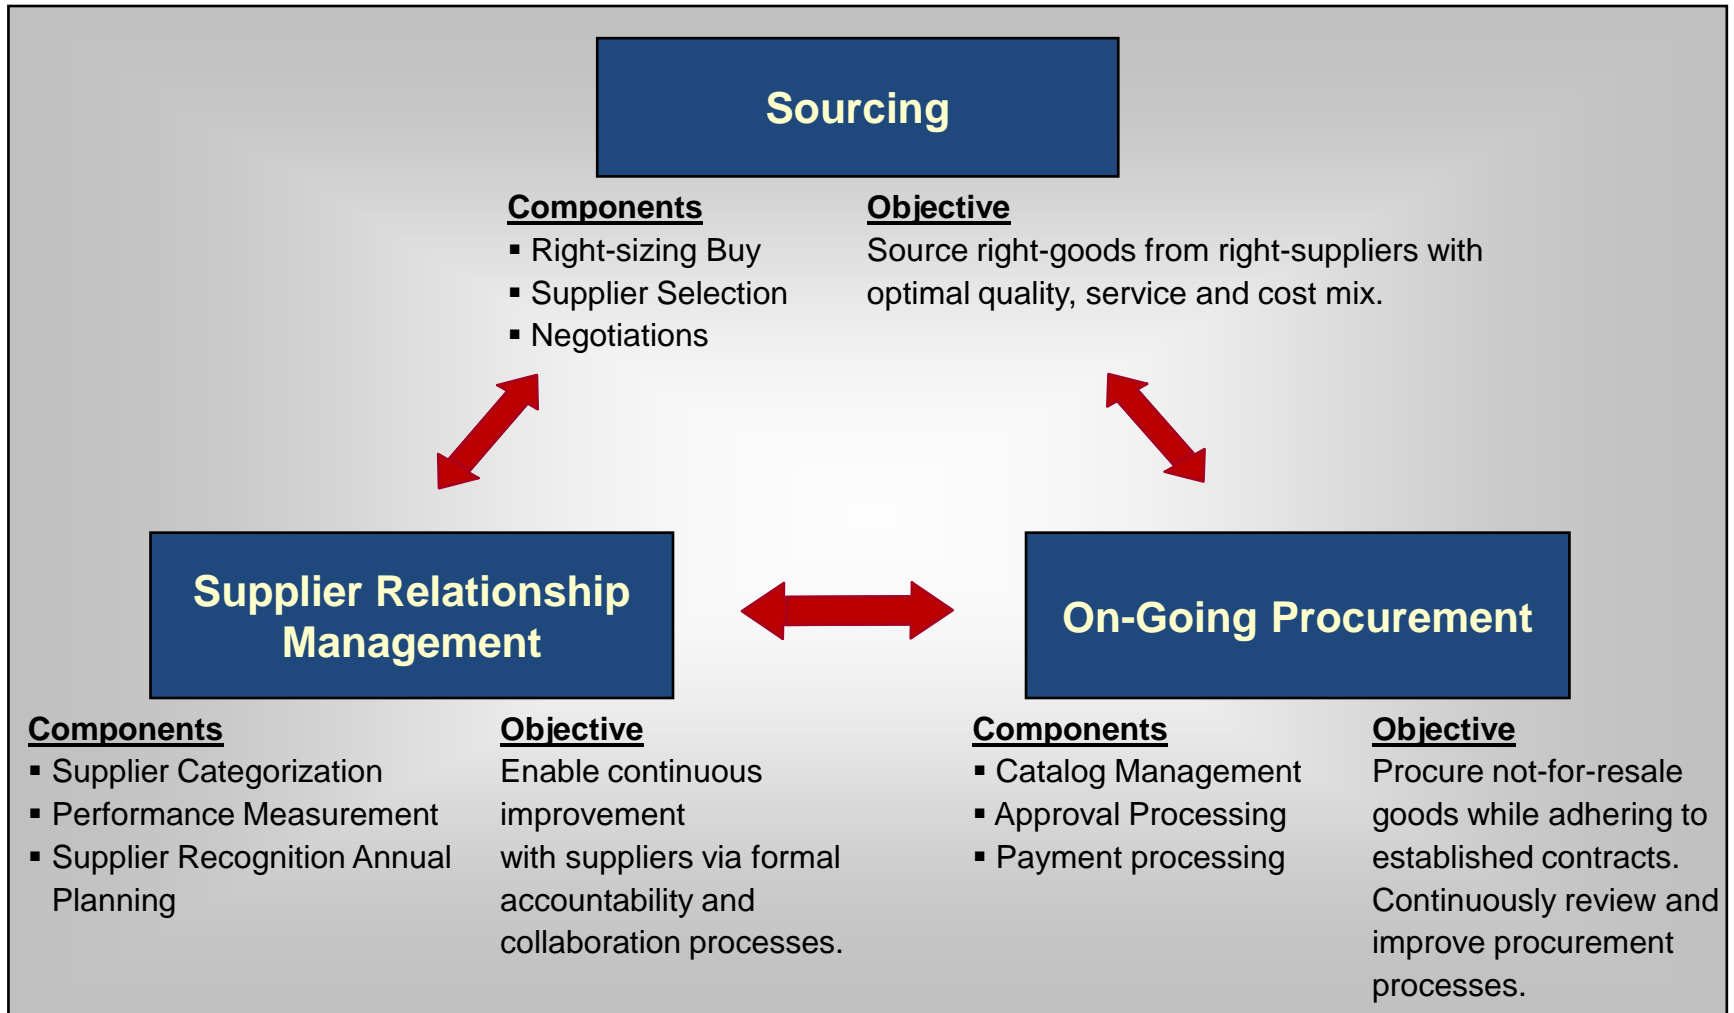 Sourcing
Components
▪ Right-sizing Buy
▪ Supplier Selection
▪ Negotiations
Objective
Source right-goods from right-suppliers with
optimal quality, service and cost mix.
Supplier Relationship
Management
Components
▪ Supplier Categorization
▪ Performance Measurement
▪ Supplier Recognition Annual
Planning
Objective
Enable continuous
improvement
with suppliers via formal
accountability and
collaboration processes.
On-Going Procurement
Components
▪ Catalog Management
▪ Approval Processing
▪ Payment processing
Objective
Procure not-for-resale
goods while adhering to
established contracts.
Continuously review and
improve procurement
processes.